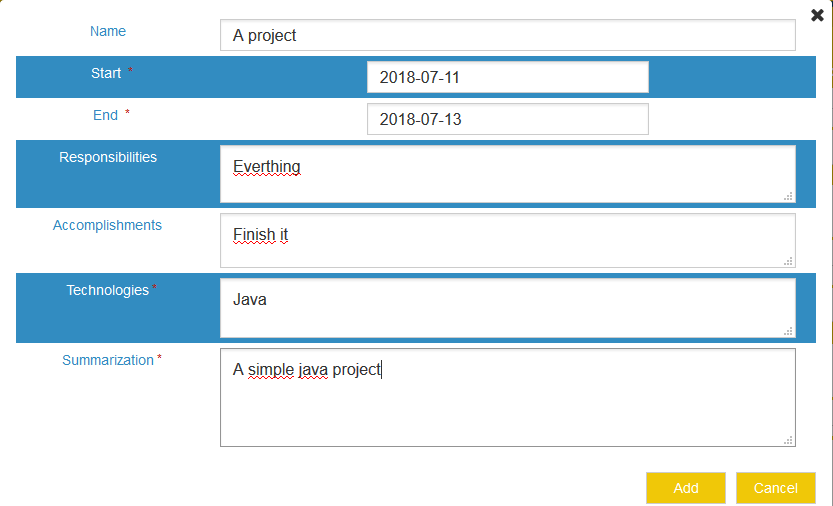 Name
A project
Start *
2018-07-11
End *
2018-07-13
Responsibilities
Everthing
Accomplishments
Finish it
Technologies *
Java
Summarization *
A simple java project
Add
Cancel